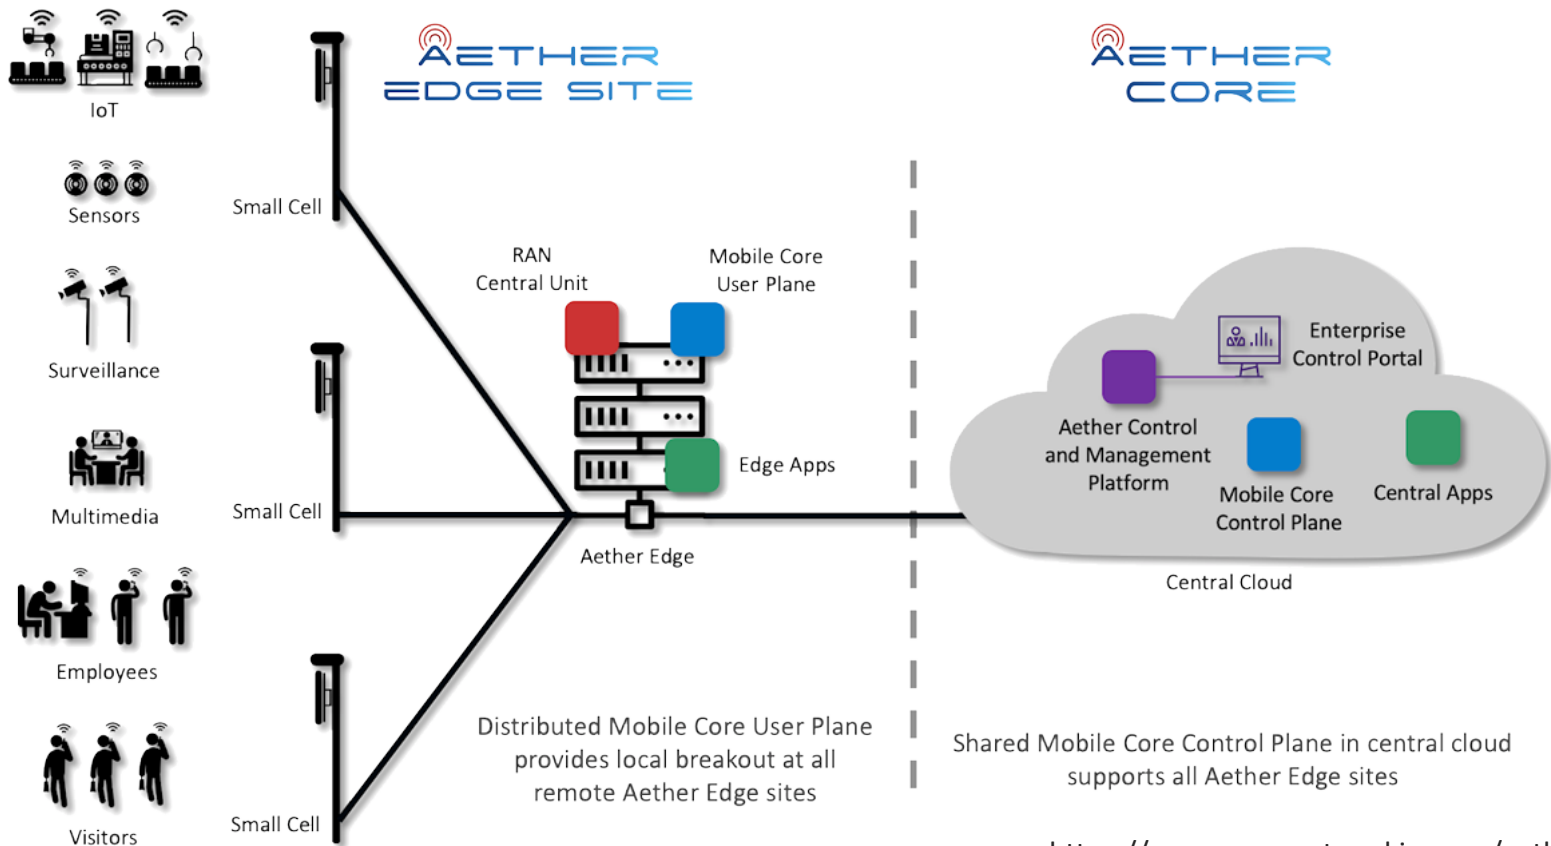 AETHER
EDGE SITE
AETHER
CORE
IoT
Sensors
Surveillance
Multimedia
Employees
Visitors
Small Cell
Small Cell
Small Cell
RAN
Central Unit
Mobile Core
User Plane
Edge Apps
Aether Edge
Distributed Mobile Core User Plane
provides local breakout at all
remote Aether Edge sites
Enterprise
Control Portal
Aether Control
and Management
Platform
Mobile Core
Control Plane
Central Apps
Central Cloud
Shared Mobile Core Control Plane in central cloud
supports all Aether Edge sites